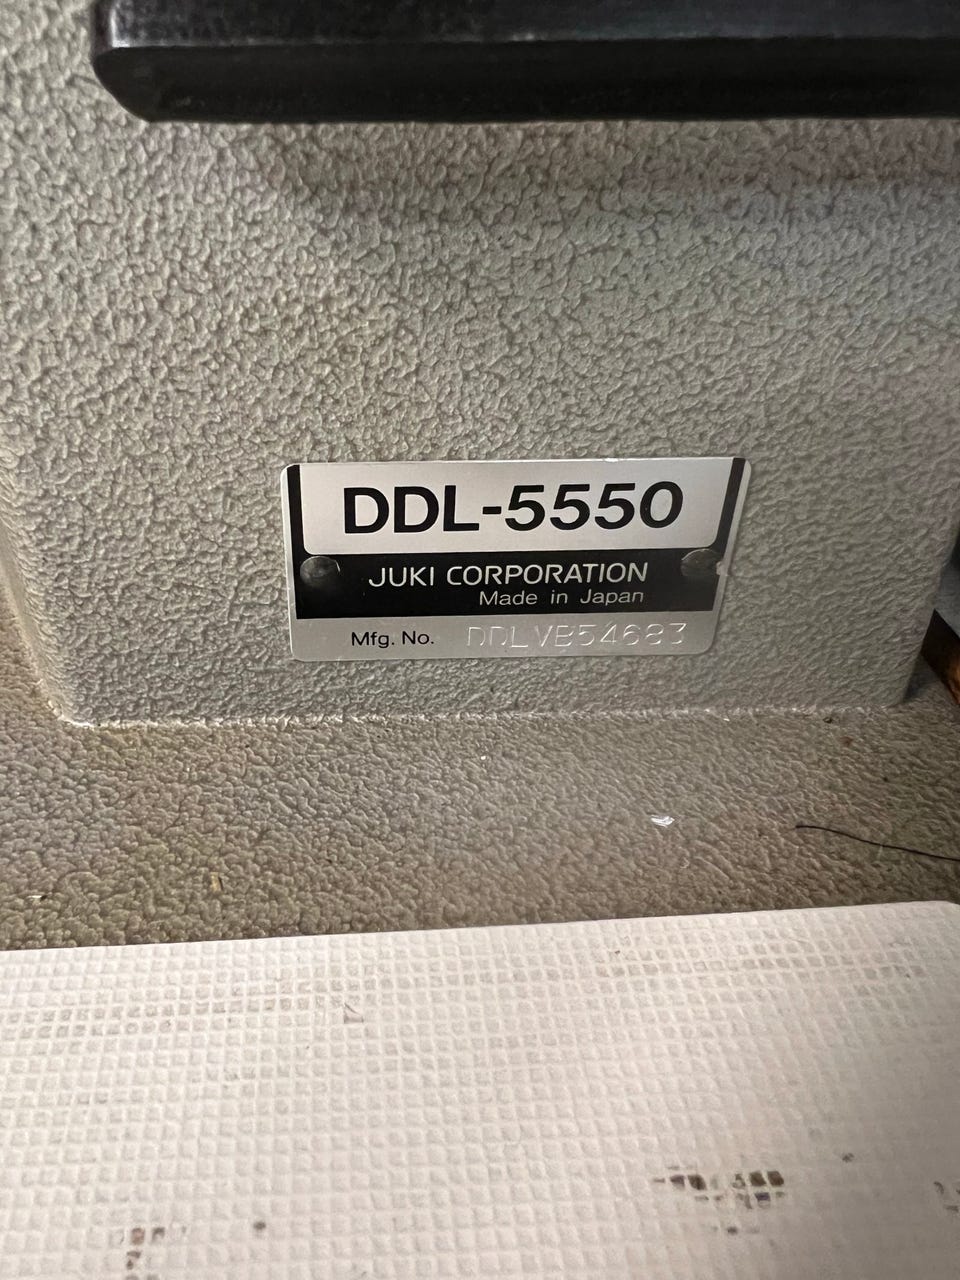 DDL-5550
JUKI CORPORATION
Made in Japan
Mfg. No. DDLVB54683